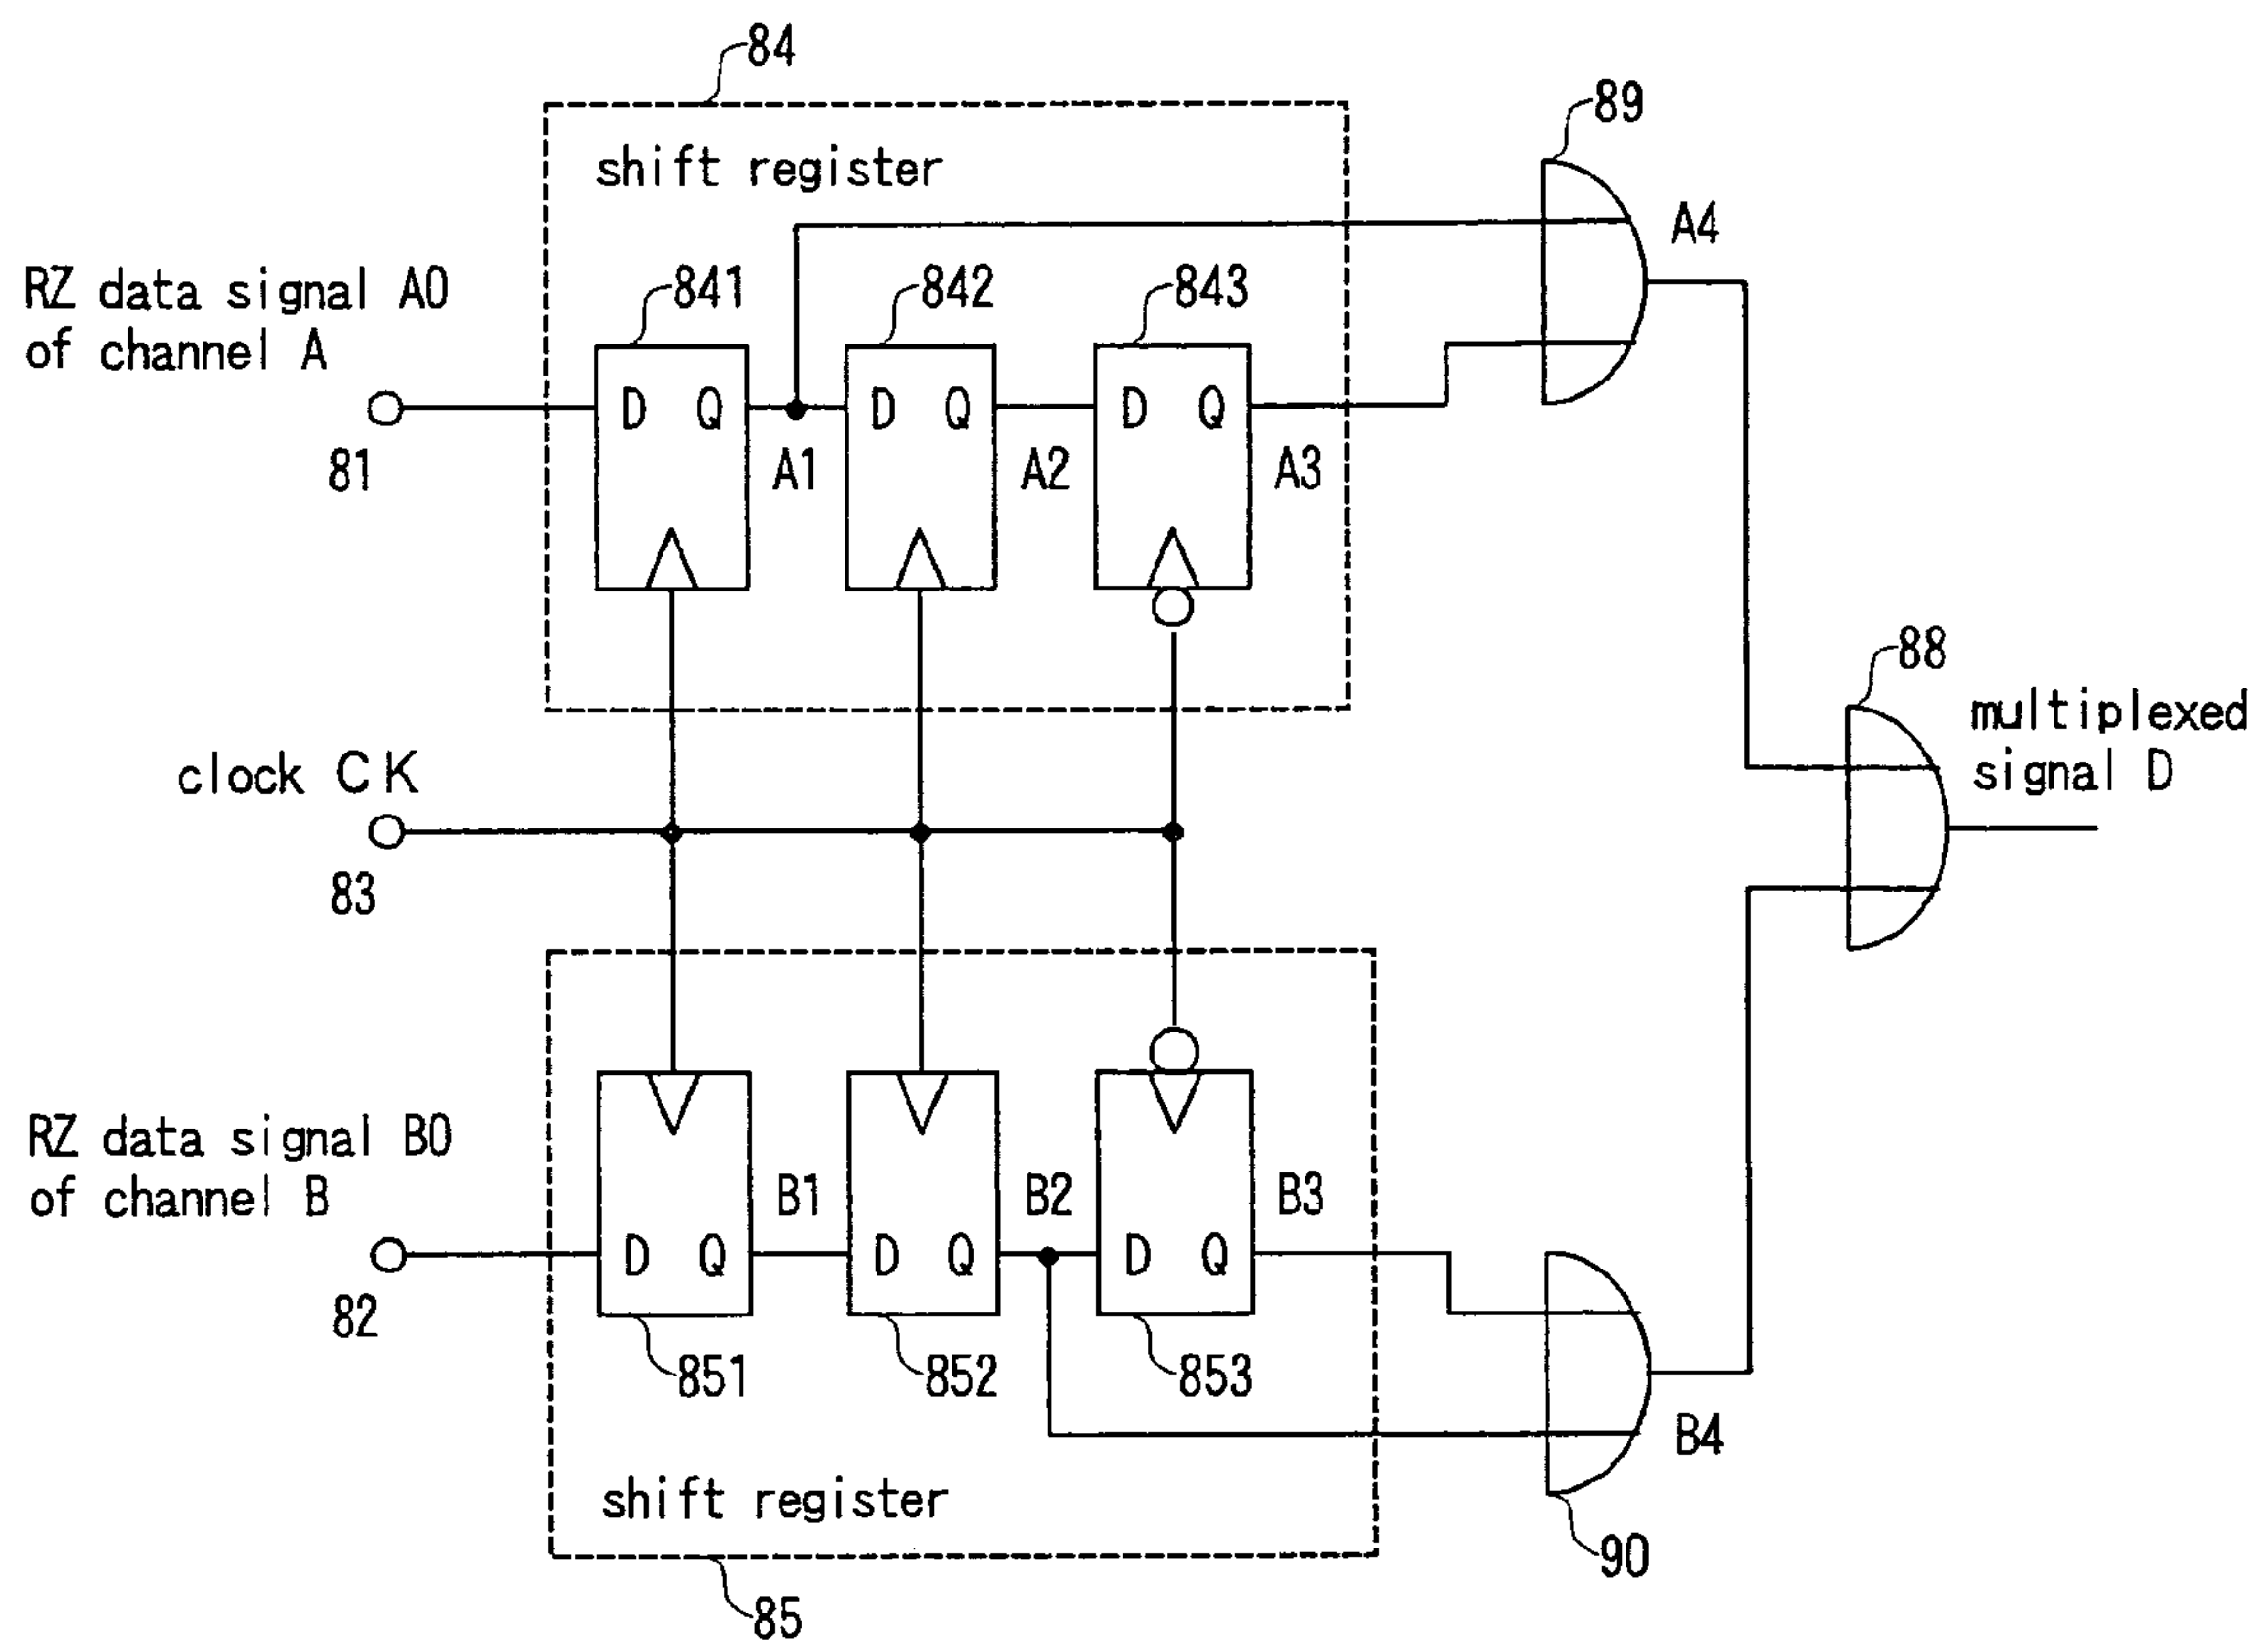 84
89
shift register
A4
RZ data signal A0
of channel A
841
842
843
D Q
D Q
D Q
81
A1
A2
A3
88
multiplexed
signal D
clock CK
83
RZ data signal B0
of channel B
B1
B2
B3
D Q
D Q
D Q
82
851
852
853
B4
shift register
90
85